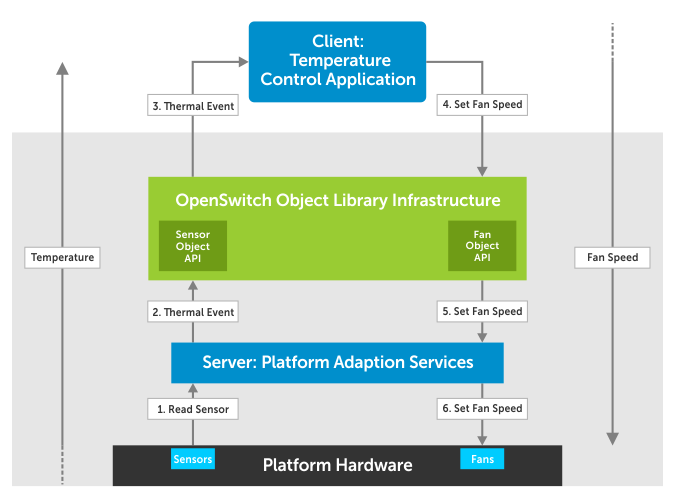 Client:
Temperature
Control Application
3. Thermal Event
4. Set Fan Speed
OpenSwitch Object Library Infrastructure
Sensor
Object
API
Fan
Object
API
Temperature
Fan Speed
2. Thermal Event
5. Set Fan Speed
Server: Platform Adaption Services
1. Read Sensor
6. Set Fan Speed
Sensors
Platform Hardware
Fans